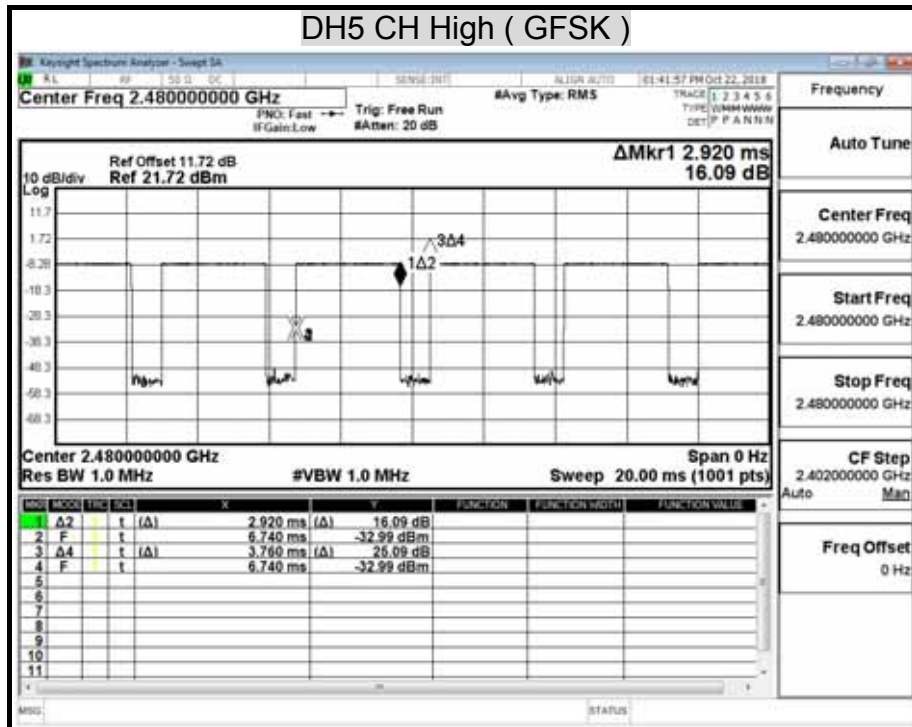 DH5 CH High ( GFSK )
Keysight Spectrum Analyzer - Swept SA
RL RF 50 Ω DC SENSE:INT ALIGN AUTO 01:41:57 PM Oct 22, 2018
Center Freq 2.480000000 GHz
PNO: Fast
IFGain:Low
Trig: Free Run
#Atten: 20 dB
#Avg Type: RMS
TRACE 1 2 3 4 5 6
TYPE
DET P P A N N N
ΔMkr1 2.920 ms
16.09 dB
Ref Offset 11.72 dB
10 dB/div Ref 21.72 dBm
Log
11.7
1.72
-8.28
-18.3
-28.3
-38.3
-48.3
-58.3
-68.3
3Δ4
1Δ2
Center 2.480000000 GHz Span 0 Hz
Res BW 1.0 MHz #VBW 1.0 MHz Sweep 20.00 ms (1001 pts)
MKR MODE TRC SCL X Y FUNCTION FUNCTION WIDTH FUNCTION VALUE
1 Δ2 1 t (Δ) 2.920 ms (Δ) 16.09 dB
2 F 1 t 6.740 ms -32.99 dBm
3 Δ4 1 t (Δ) 3.760 ms (Δ) 25.09 dB
4 F 1 t 6.740 ms -32.99 dBm
5
6
7
8
9
10
11
MSG STATUS
Frequency
Auto Tune
Center Freq
2.480000000 GHz
Start Freq
2.480000000 GHz
Stop Freq
2.480000000 GHz
CF Step
2.402000000 GHz
Auto Man
Freq Offset
0 Hz